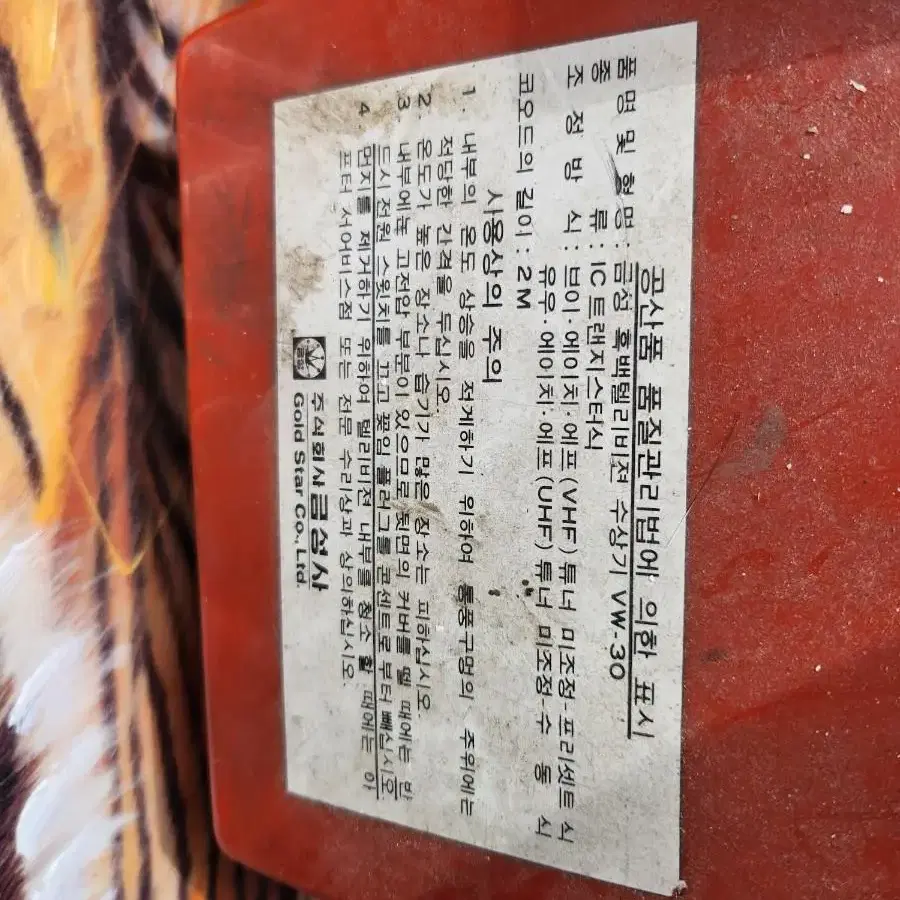 공산품 품질관리법에 의한 표시
품명및 형명 : 금성 흑백텔리비젼 수상기 VW-30
종 류 : IC트랜지스터식
조 정 방 식 : 브이·에이치·에프(VHF)튜너 미조정-프리셋트식
유우·에이치·에프(UHF)튜너 미조정-수 동 식
코오드의 길이 : 2M
사용상의 주의
1. 내부의 온도 상승을 적게하기 위하여 통풍구멍의 주위에는
적당한 간격을 두십시오.
2. 온도가 높은 장소나 습기가 많은 장소는 피하십시오.
3. 내부에는 고전압 부분이 있으므로 뒷면의 커버를 뗄 때에는 반
드시 전원 스윗치를 끄고 꽂임 플러그를 콘센트로 부터 빼십시오.
4. 먼지를 제거하기 위하여 텔리비젼 내부를 청소 할 때에는 아
프터 서어비스점 또는 전문 수리상과 상의하십시오.
금성
주식회사 금성사
Gold Star Co., Ltd.